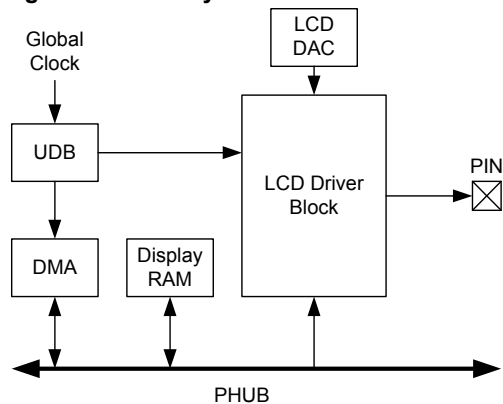 Global
Clock
LCD
DAC
UDB
LCD Driver
Block
PIN
DMA
Display
RAM
PHUB